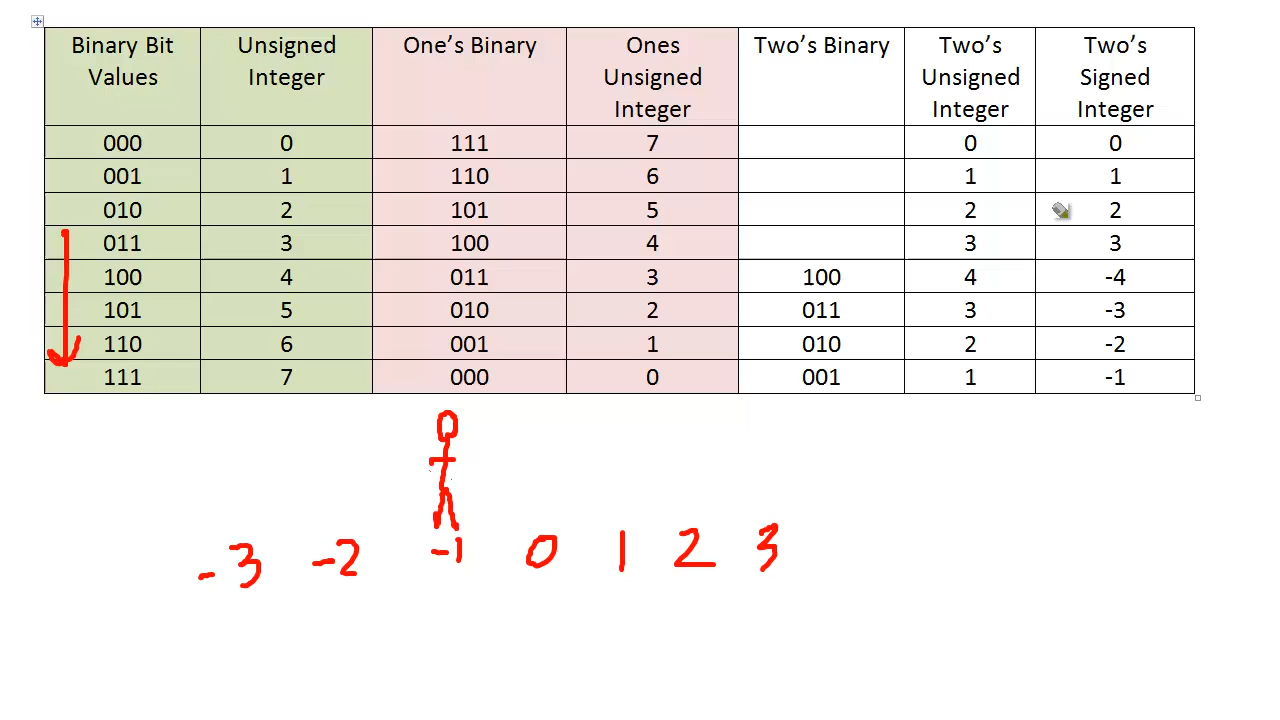 Binary Bit Values Unsigned Integer One's Binary Ones Unsigned Integer Two's Binary Two's Unsigned Integer Two's Signed Integer
000 0 111 7 0 0
001 1 110 6 1 1
010 2 101 5 2 2
011 3 100 4 3 3
100 4 011 3 100 4 -4
101 5 010 2 011 3 -3
110 6 001 1 010 2 -2
111 7 000 0 001 1 -1
-3 -2 -1 0 1 2 3